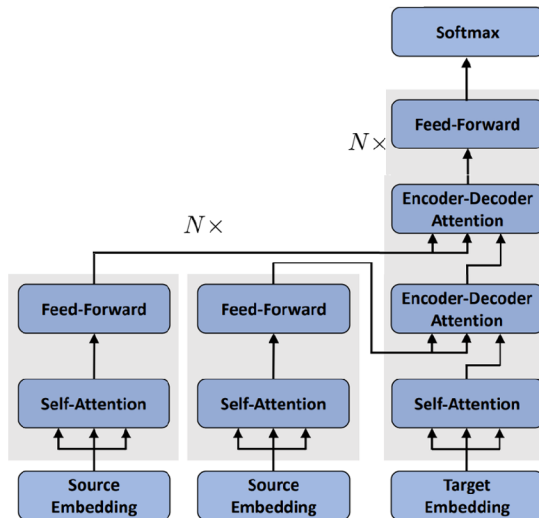 Softmax
Feed-Forward
N×
Encoder-Decoder
Attention
N×
Feed-Forward
Feed-Forward
Encoder-Decoder
Attention
Self-Attention
Self-Attention
Self-Attention
Source
Embedding
Source
Embedding
Target
Embedding